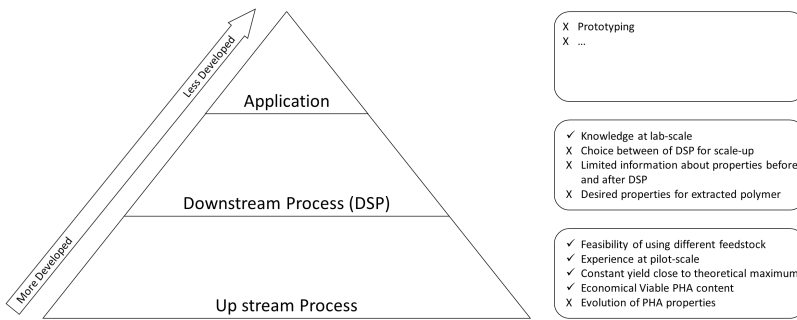 Less Developed
More Developed
Application
Downstream Process (DSP)
Up stream Process
X Prototyping
X ...
✓ Knowledge at lab-scale
X Choice between of DSP for scale-up
X Limited information about properties before
and after DSP
X Desired properties for extracted polymer
✓ Feasibility of using different feedstock
✓ Experience at pilot-scale
✓ Constant yield close to theoretical maximum
✓ Economical Viable PHA content
X Evolution of PHA properties